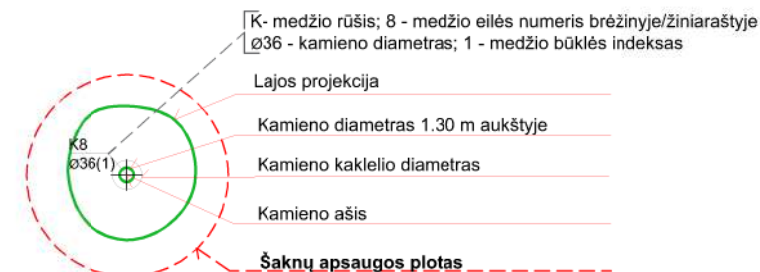 K- medžio rūšis; 8 - medžio eilės numeris brėžinyje/žiniaraštyje
ø36 - kamieno diametras; 1 - medžio būklės indeksas
Lajos projekcija
Kamieno diametras 1.30 m aukštyje
K8
ø36(1)
Kamieno kaklelio diametras
Kamieno ašis
Šaknų apsaugos plotas